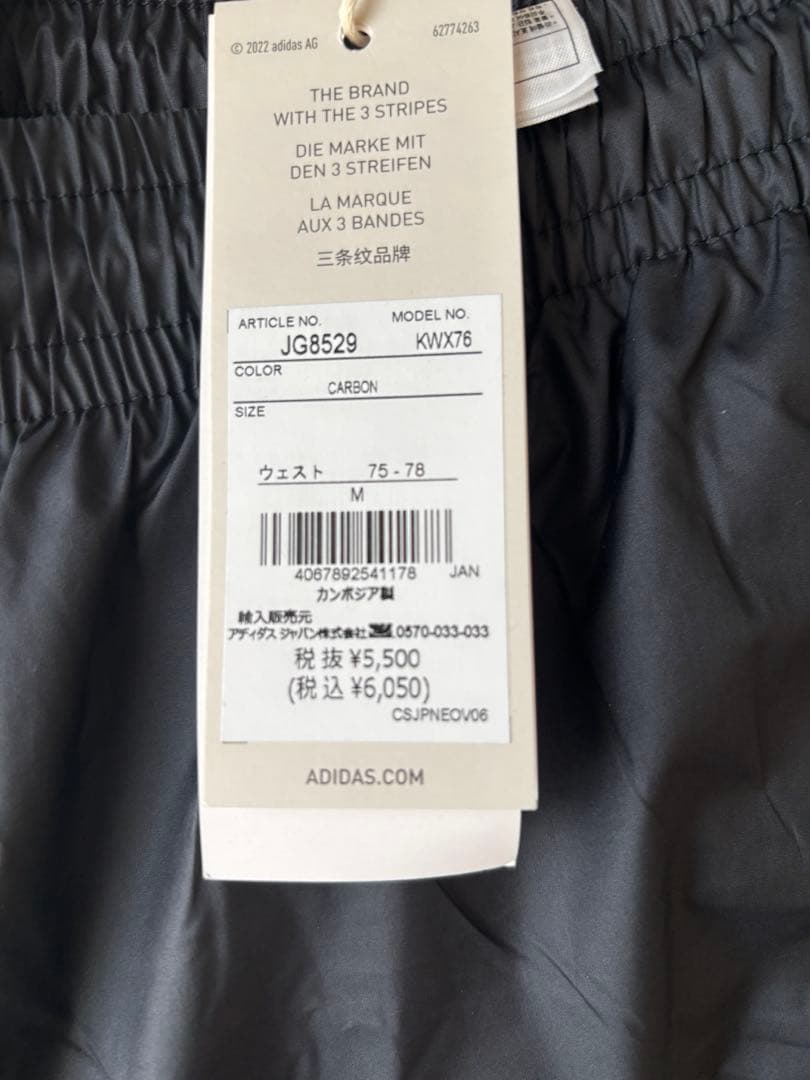 © 2022 adidas AG
62774263
THE BRAND
WITH THE 3 STRIPES
DIE MARKE MIT
DEN 3 STREIFEN
LA MARQUE
AUX 3 BANDES
三条纹品牌
ARTICLE NO. MODEL NO.
JG8529 KWX76
COLOR
CARBON
SIZE
ウェスト 75 - 78
M
4067892541178 JAN
カンボジア製
輸入販売元
アディダス ジャパン株式会社 0570-033-033
税抜 ¥5,500
(税込 ¥6,050)
CSJPNEOV06
ADIDAS.COM